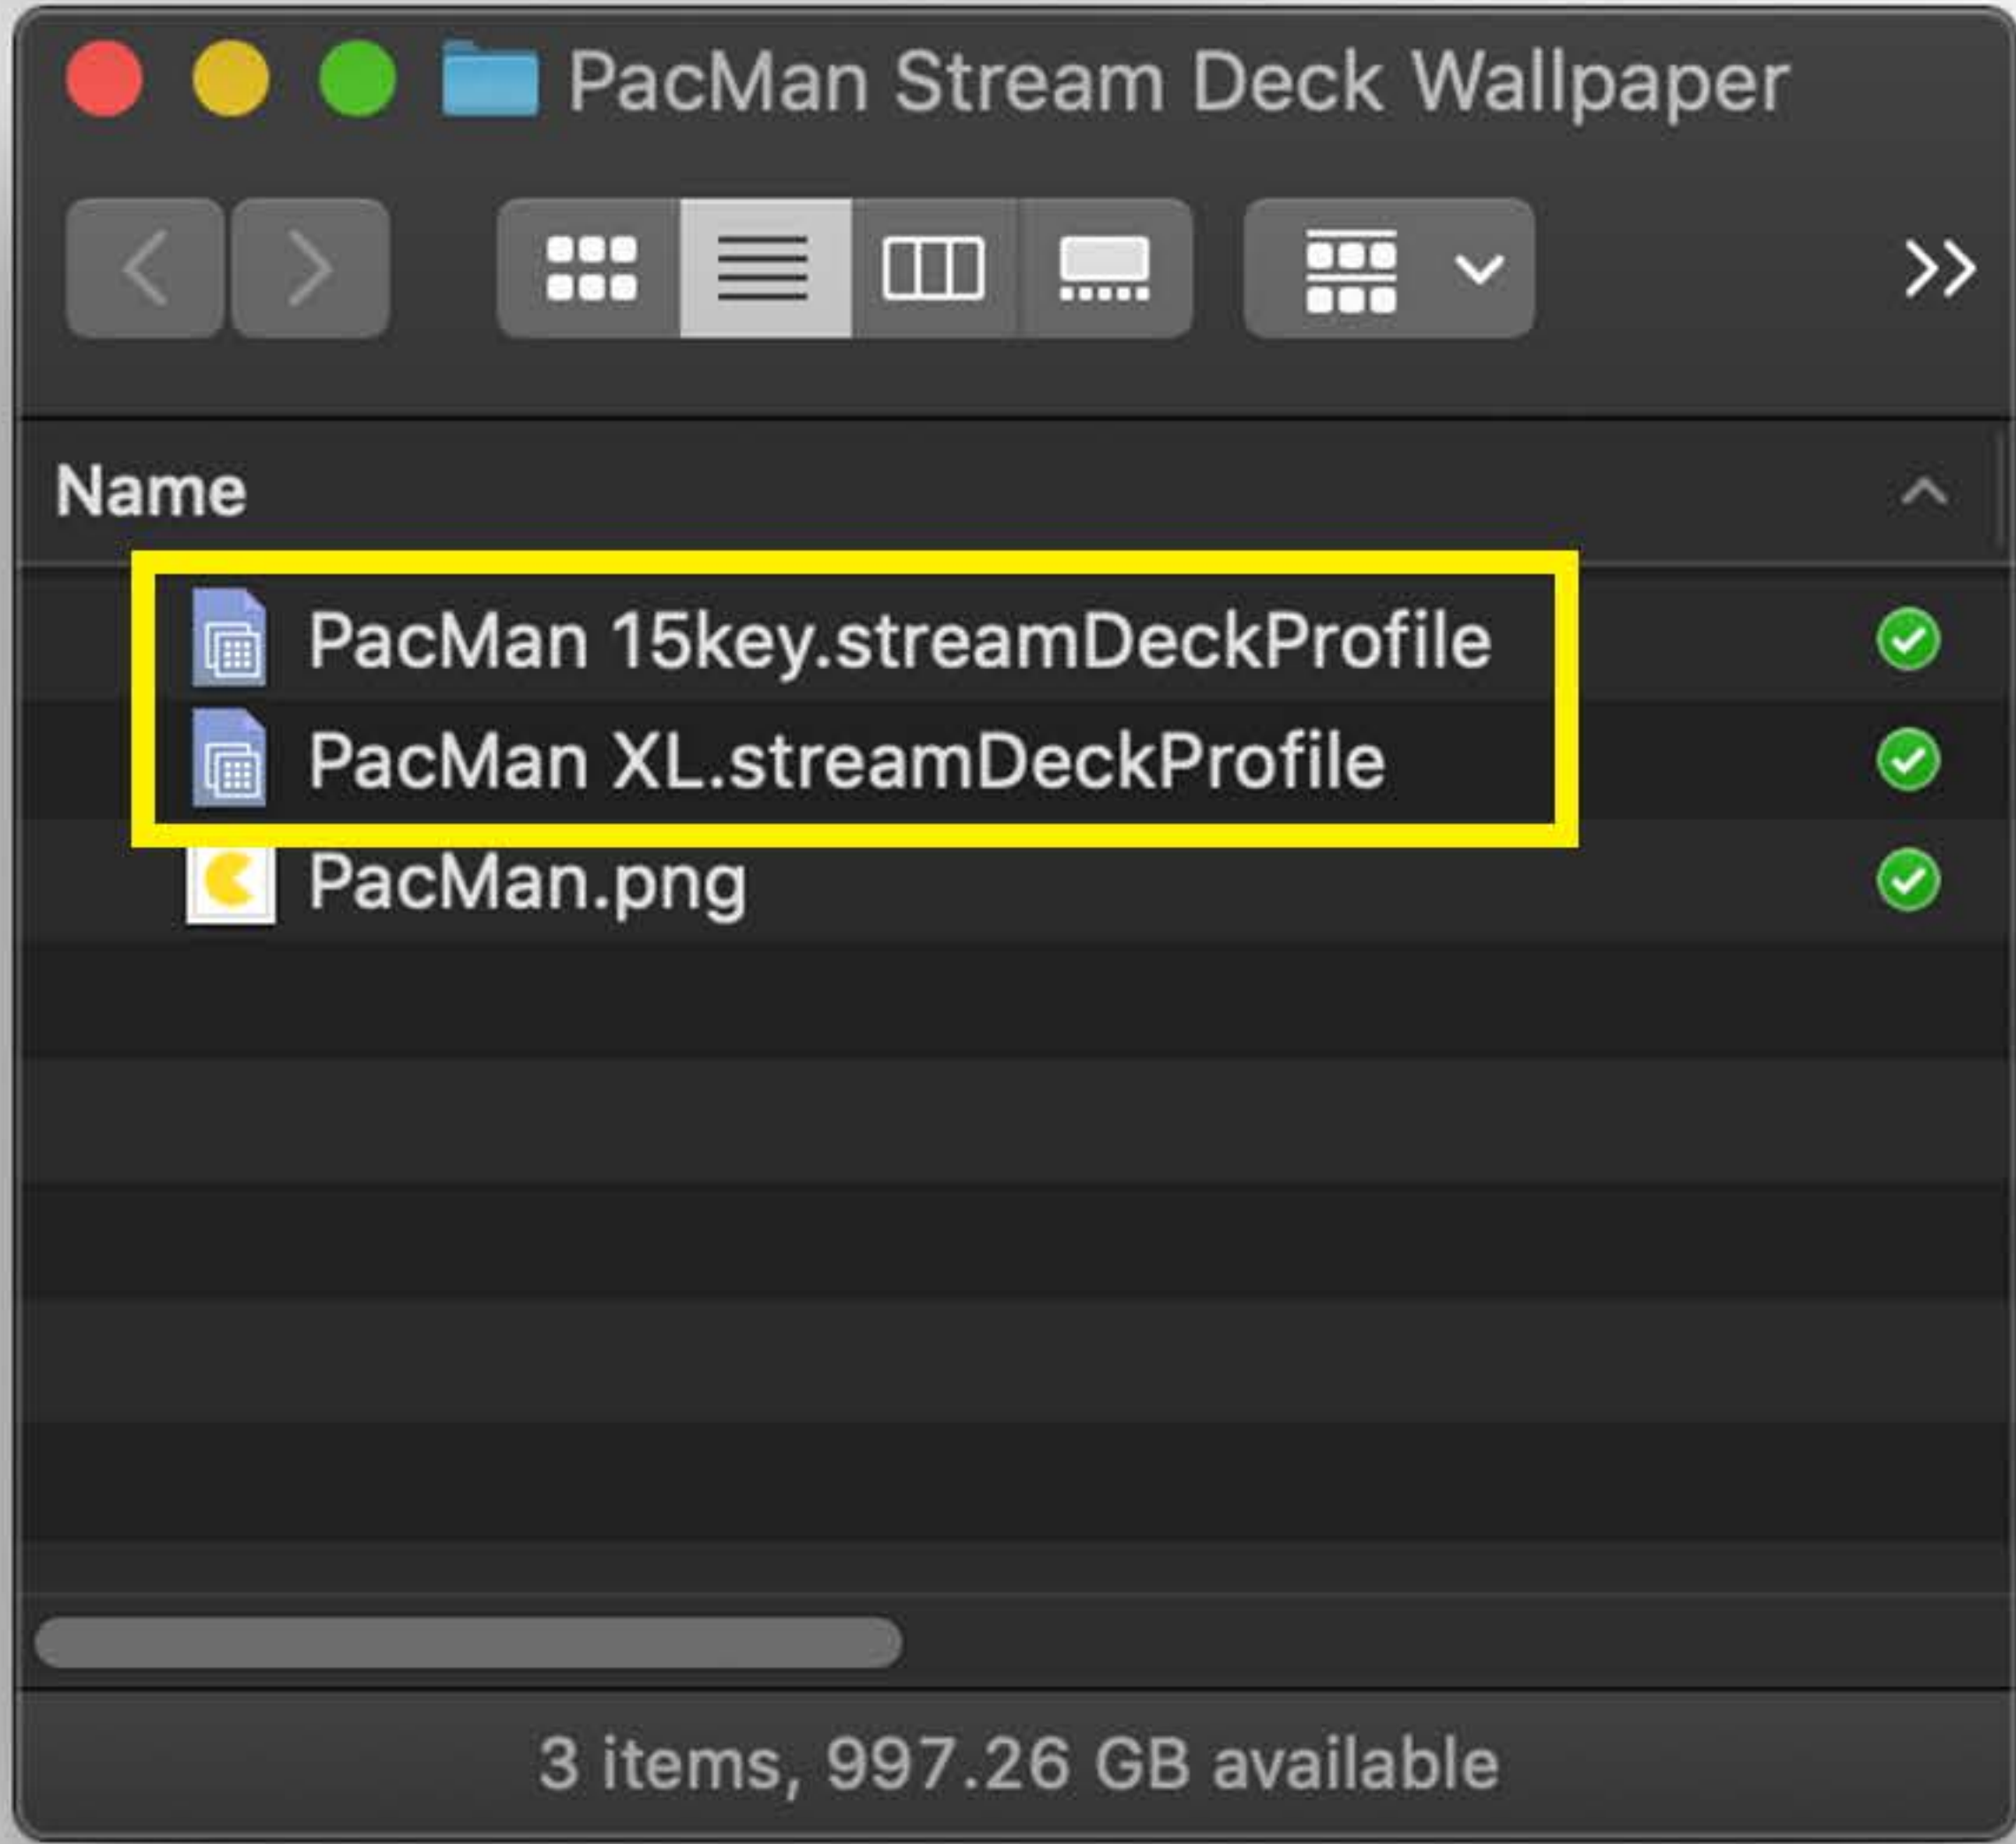 PacMan Stream Deck Wallpaper
Name
PacMan 15key.streamDeckProfile
PacMan XL.streamDeckProfile
PacMan.png
3 items, 997.26 GB available